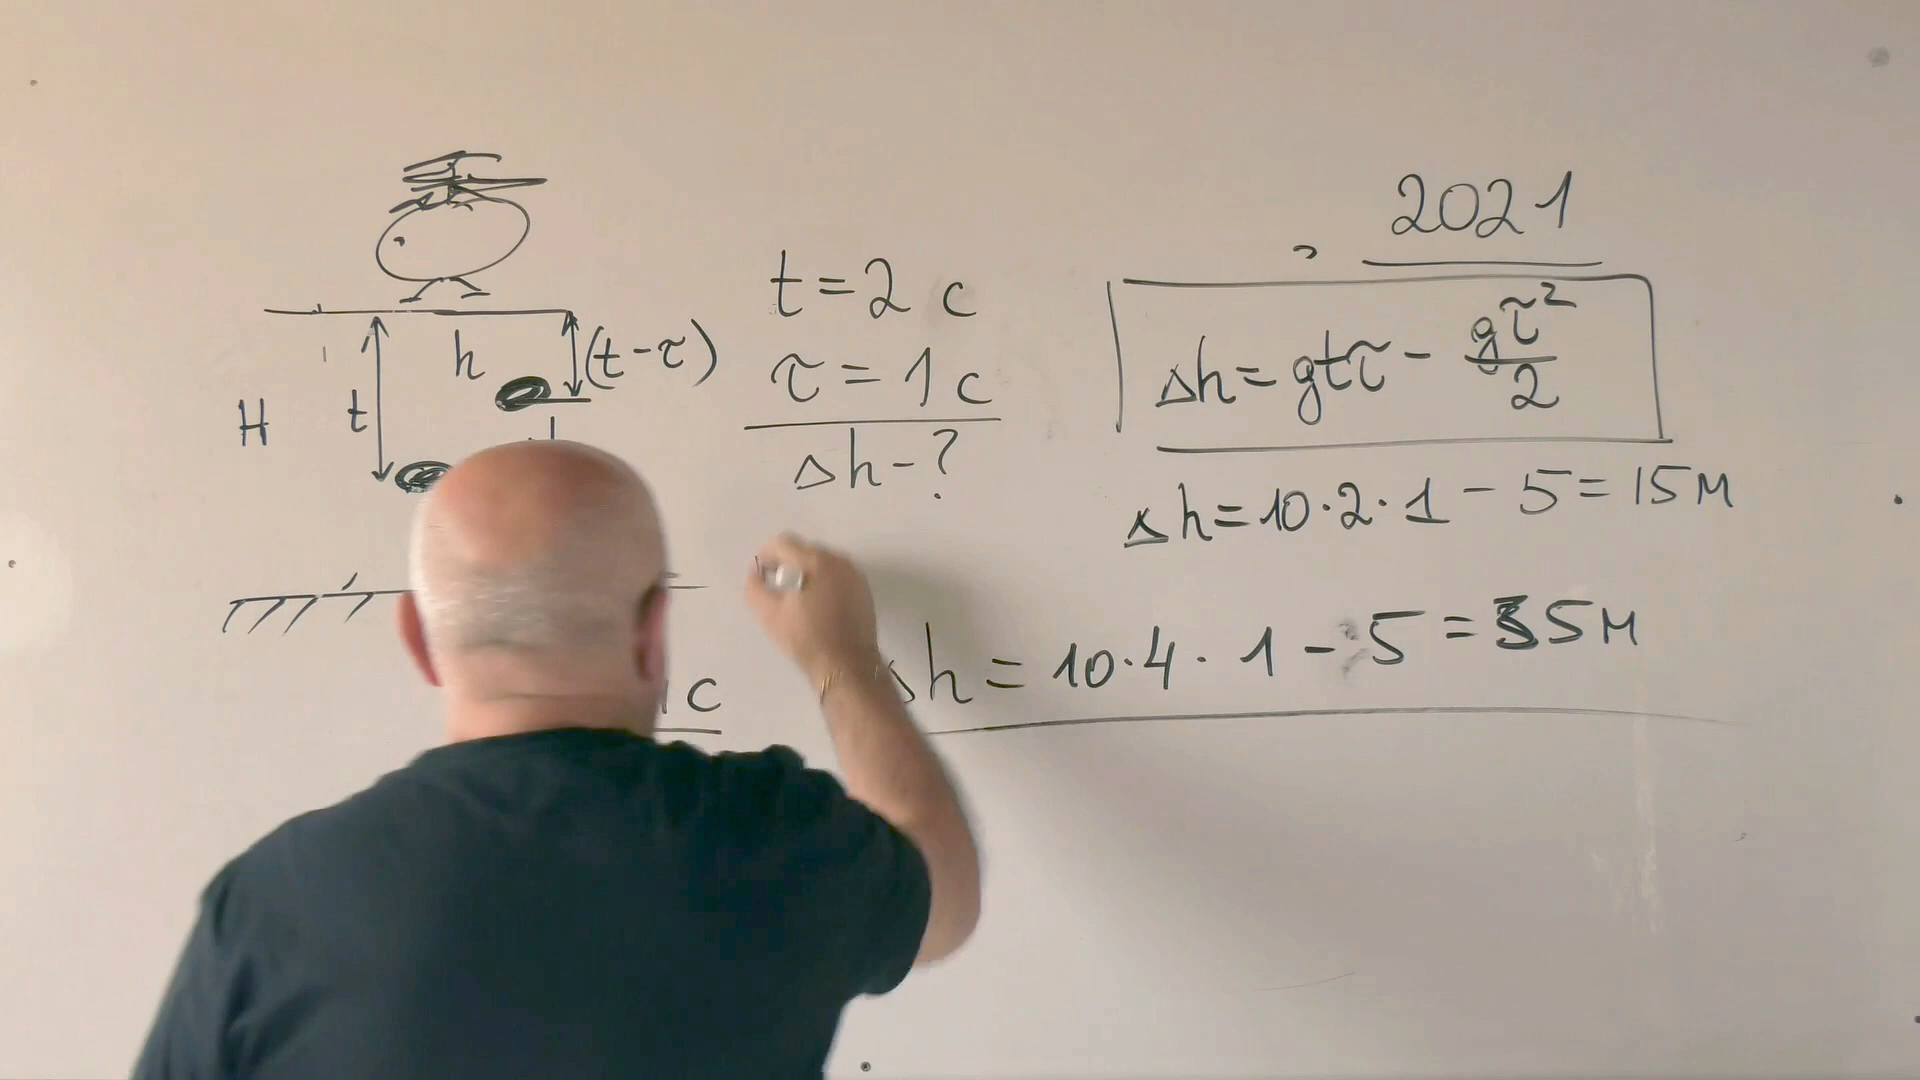 2021
h
(t-τ)
t
H
t=2 c
τ=1 c
Δh-?
Δh=gtτ-gτ²/2
Δh=10·2·1-5=15м
c
Δh=10·4·1-5=35м